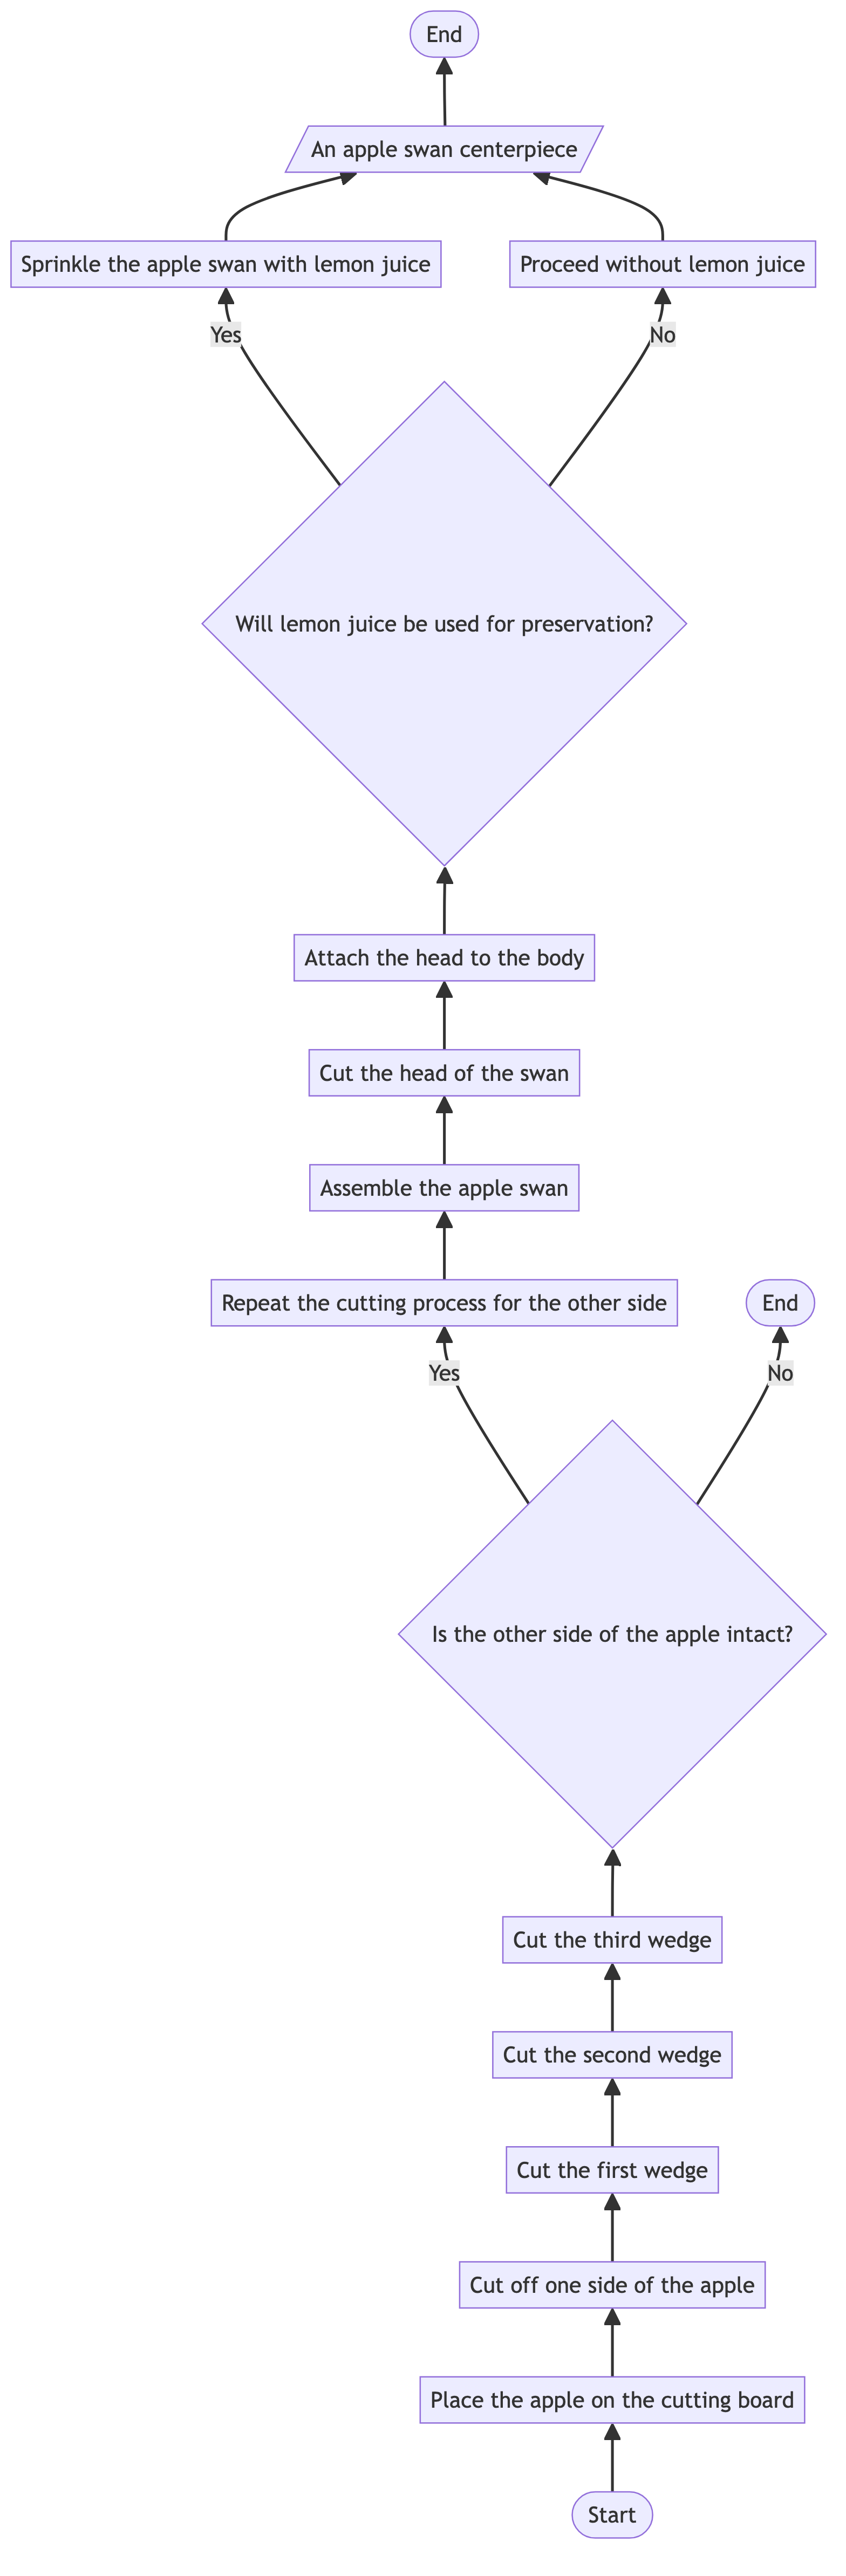 End
An apple swan centerpiece
Sprinkle the apple swan with lemon juice
Proceed without lemon juice
Yes
No
Will lemon juice be used for preservation?
Attach the head to the body
Cut the head of the swan
Assemble the apple swan
Repeat the cutting process for the other side
End
Yes
No
Is the other side of the apple intact?
Cut the third wedge
Cut the second wedge
Cut the first wedge
Cut off one side of the apple
Place the apple on the cutting board
Start